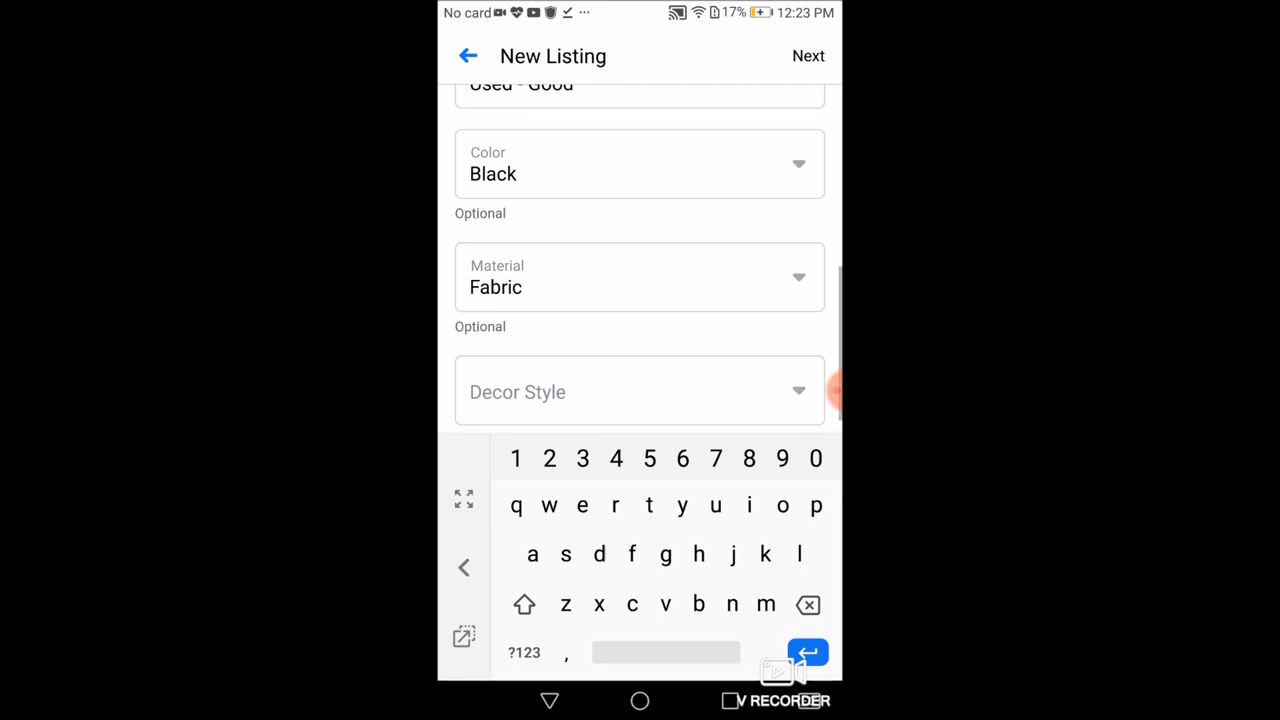 No card ... 17% 12:23 PM
New Listing Next
Used - Good
Color
Black
Optional
Material
Fabric
Optional
Decor Style
1 2 3 4 5 6 7 8 9 0
q w e r t y u i o p
a s d f g h j k l
z x c v b n m
?123 ,
V RECORDER